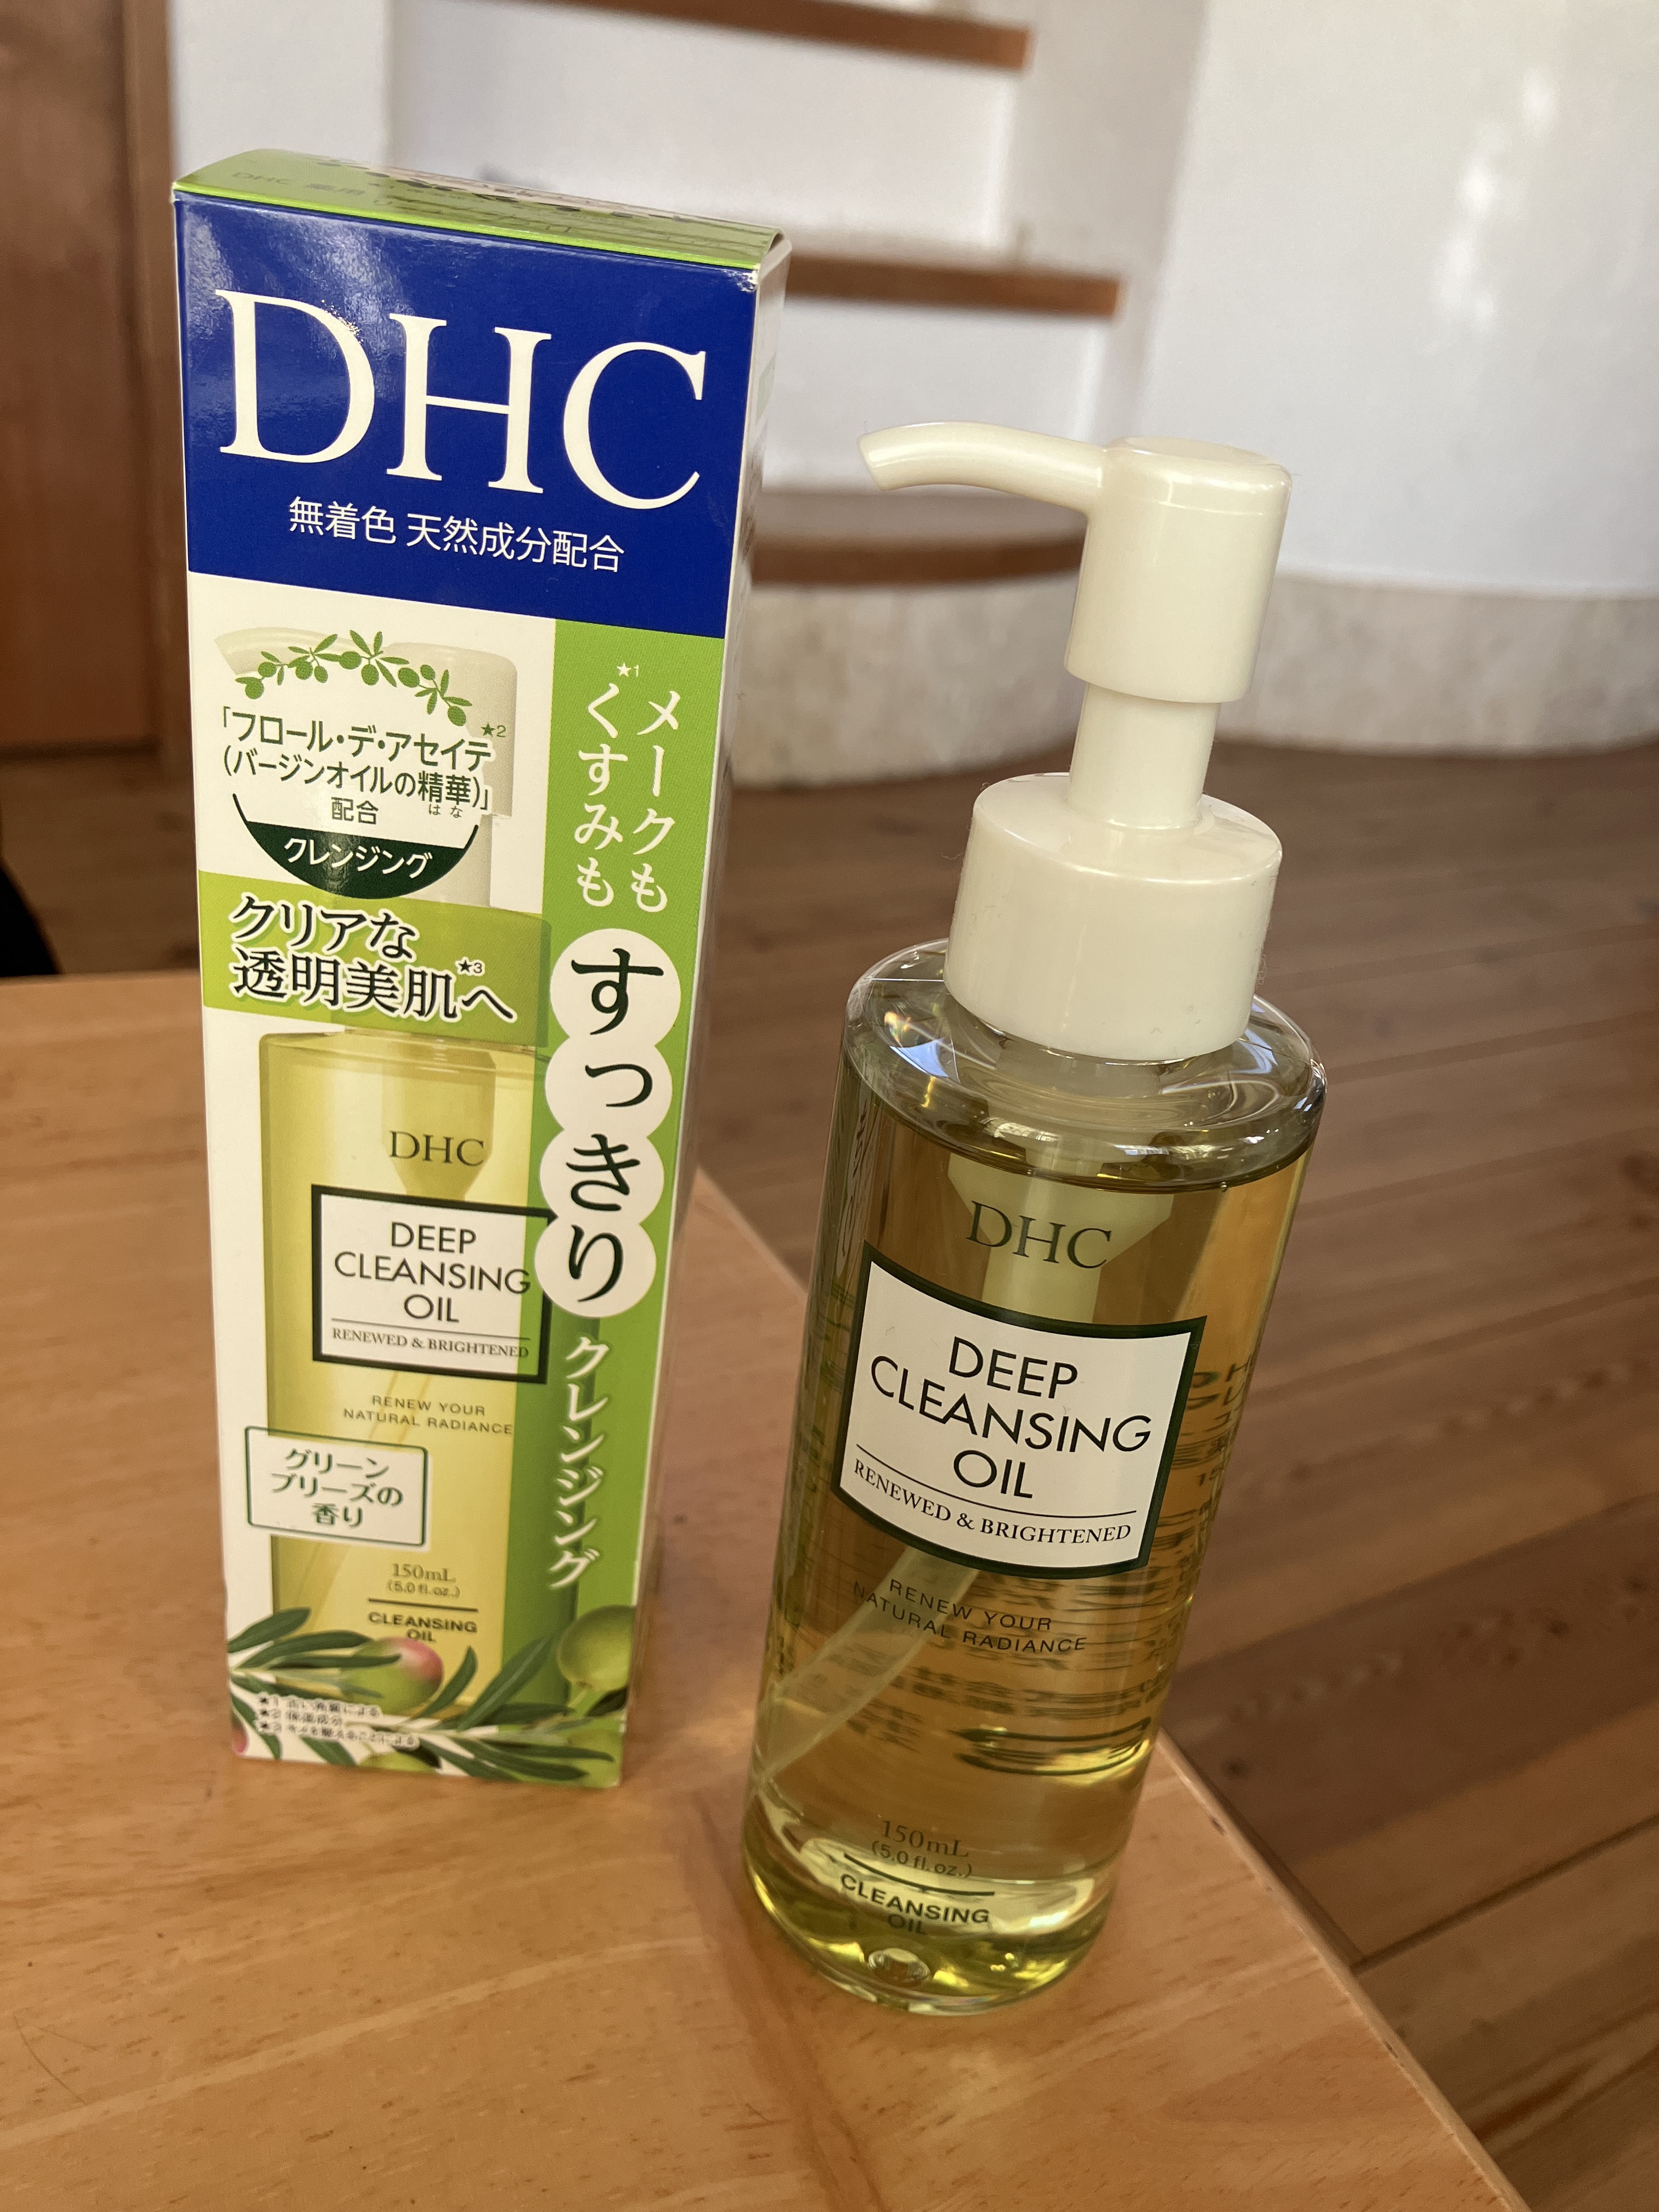 DHC
無着色 天然成分配合
★2
「フロール・デ・アセイテ
(バージンオイルの精華)」
はな
配合
クレンジング
★1
メークも
くすみも
すっきり
クレンジング
クリアな
透明美肌へ
★3
DHC
DEEP
CLEANSING
OIL
RENEWED & BRIGHTENED
RENEW YOUR
NATURAL RADIANCE
グリーン
ブリーズの
香り
150mL
(5.0 fl. oz.)
CLEANSING
OIL
DHC
DEEP
CLEANSING
OIL
RENEWED & BRIGHTENED
RENEW YOUR
NATURAL RADIANCE
150mL
(5.0 fl. oz.)
CLEANSING
OIL